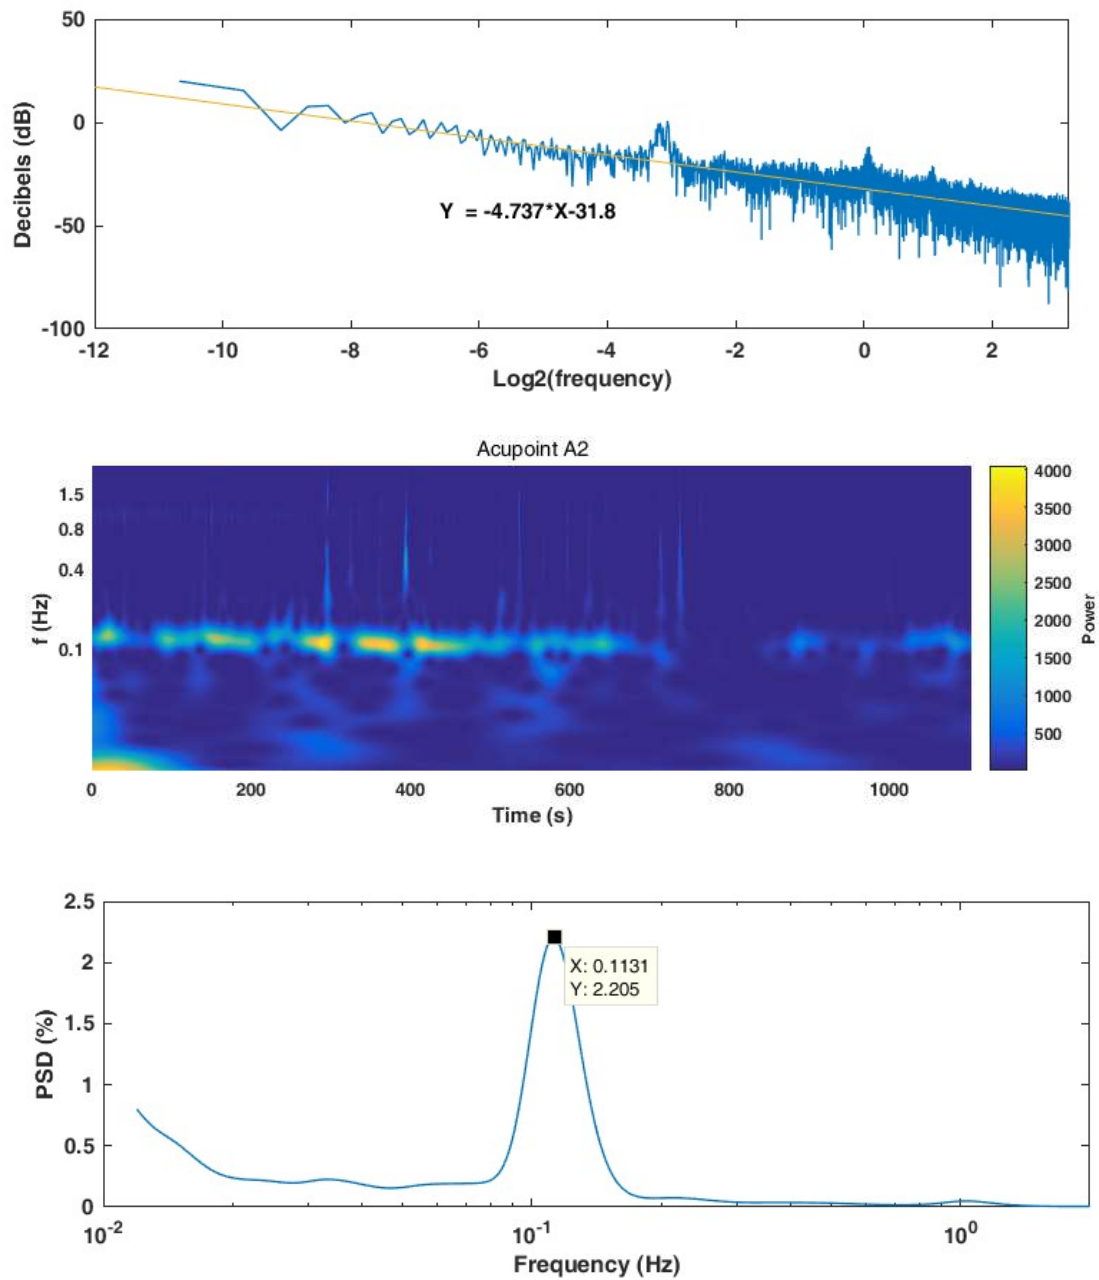 50
0
-50
-100
Decibels (dB)
Y = -4.737*X-31.8
-12 -10 -8 -6 -4 -2 0 2
Log2(frequency)
Acupoint A2
1.5
0.8
0.4
0.1
f (Hz)
4000
3500
3000
2500
2000
1500
1000
500
Power
0 200 400 600 800 1000
Time (s)
2.5
2
1.5
1
0.5
0
PSD (%)
X: 0.1131
Y: 2.205
10-2 10-1 100
Frequency (Hz)